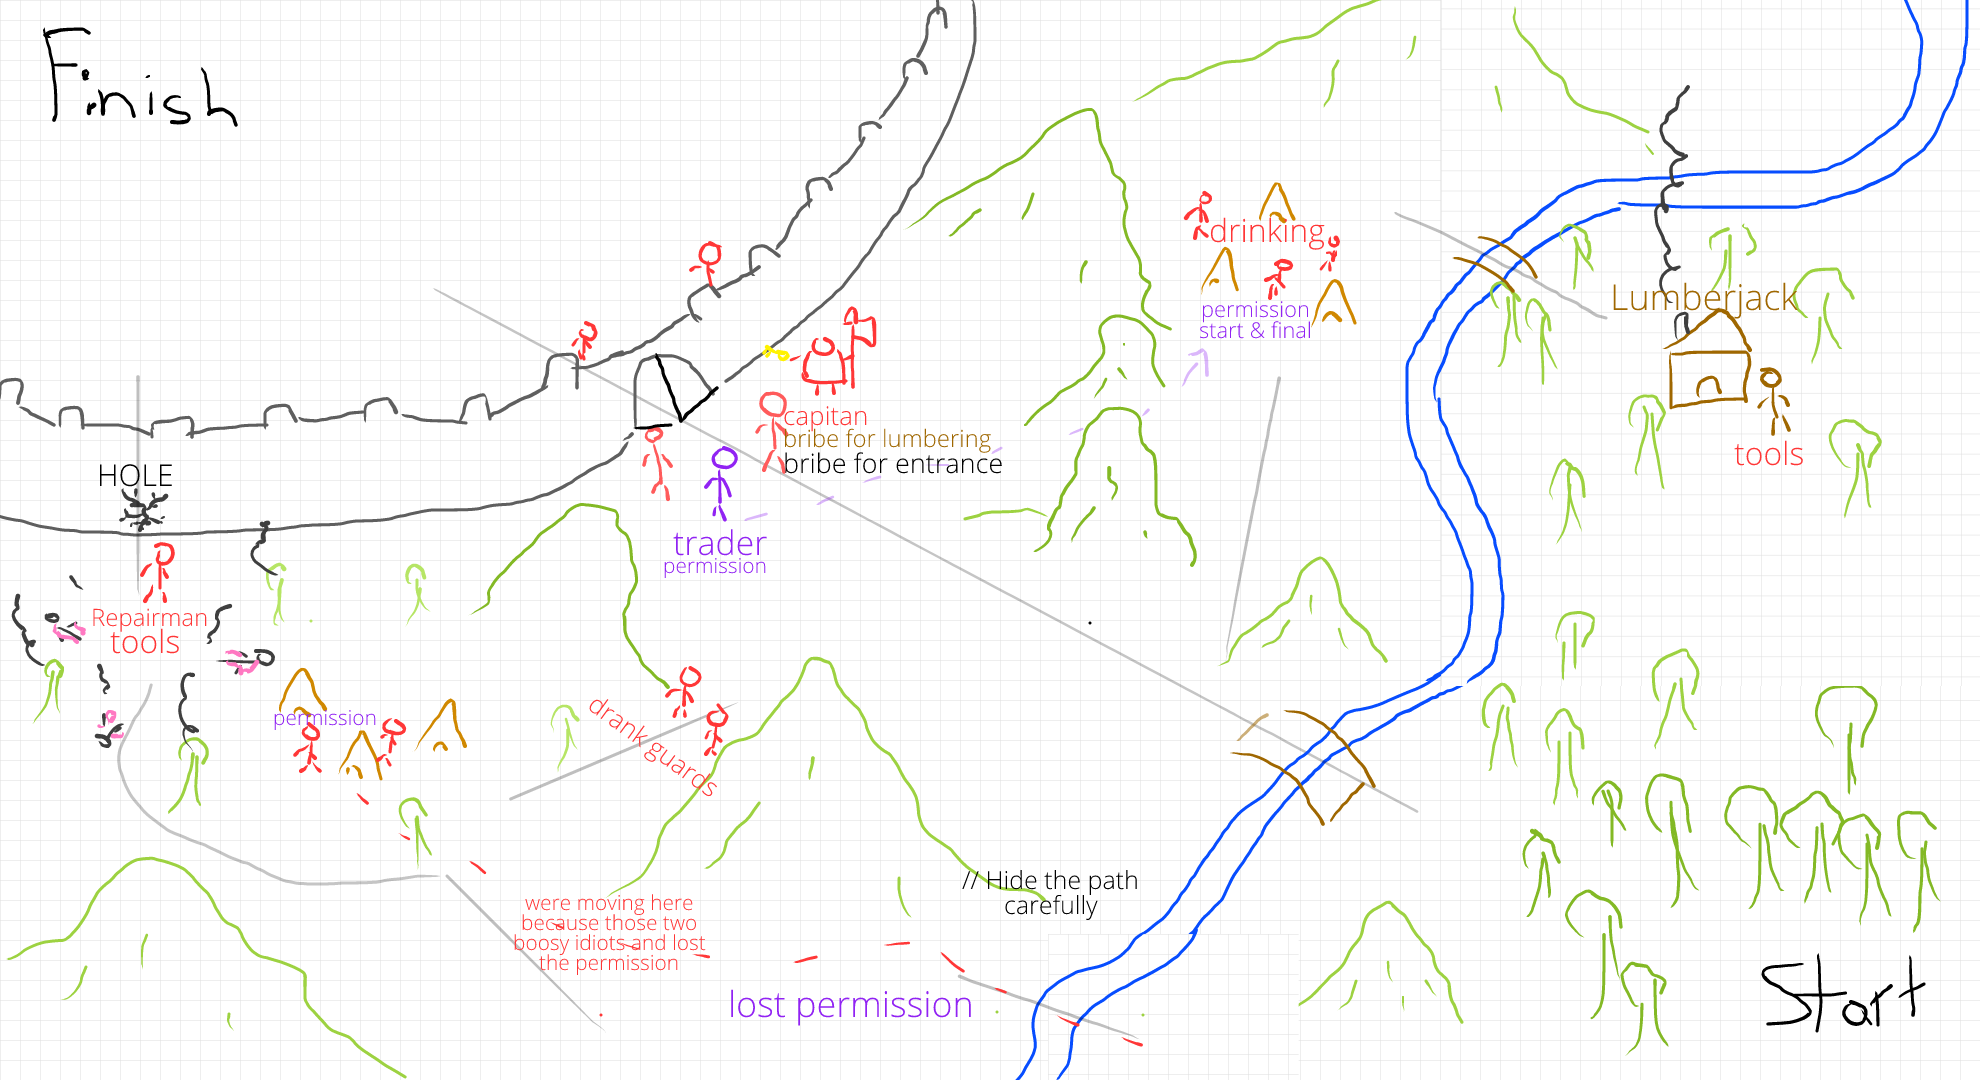 Finish
drinking
permission
start & final
Lumberjack
tools
capitan
bribe for lumbering
bribe for entrance
HOLE
trader
permission
Repairman
tools
permission
drank guards
// Hide the path
carefully
were moving here
because those two
boosy idiots and lost
the permission
lost permission
Start